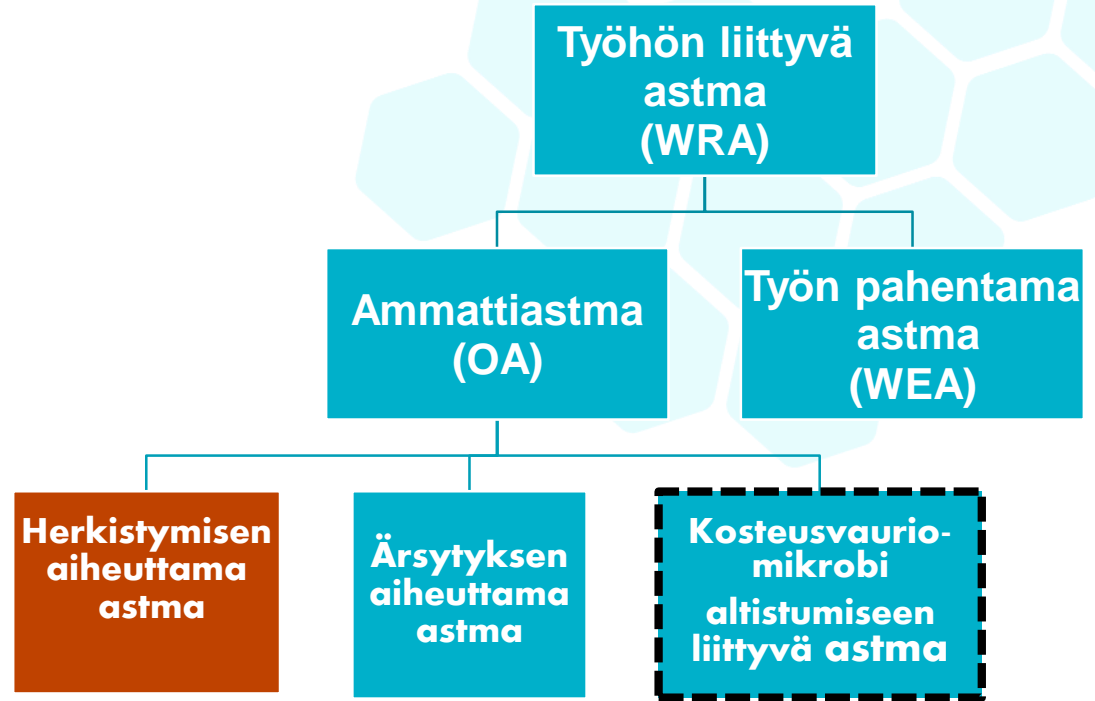 Työhön liittyvä
astma
(WRA)
Ammattiastma
(OA)
Työn pahentama
astma
(WEA)
Herkistymisen
aiheuttama
astma
Ärsytyksen
aiheuttama
astma
Kosteusvaurio-
mikrobi
altistumiseen
liittyvä astma